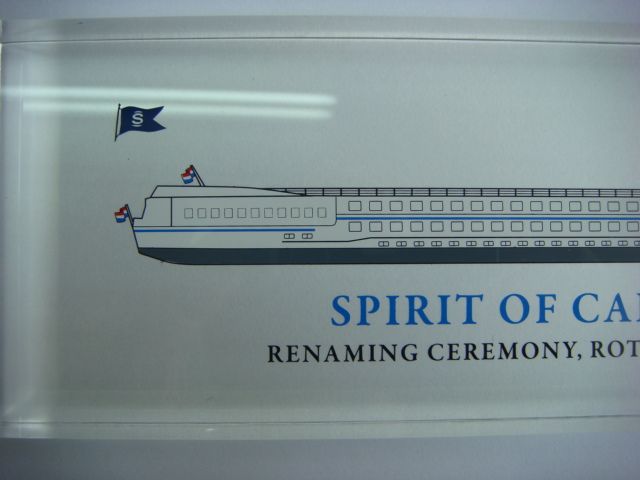 S
SPIRIT OF CA
RENAMING CEREMONY, ROT